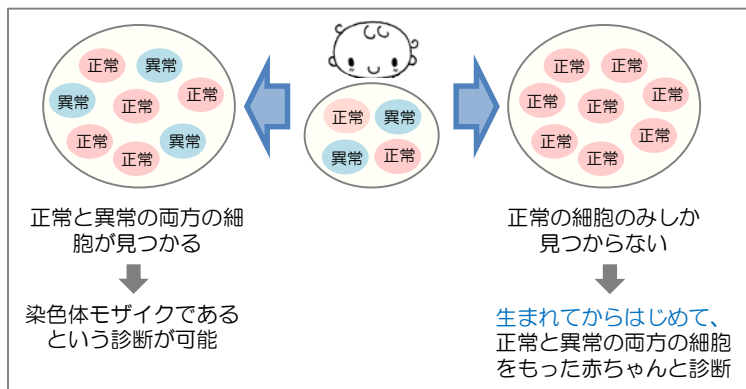 正常
異常
異常
正常
正常
正常
異常
正常
正常
異常
異常
正常
正常
正常
正常
正常
正常
正常
正常
正常
正常と異常の両方の細
胞が見つかる
染色体モザイクである
という診断が可能
正常の細胞のみしか
見つからない
生まれてからはじめて、
正常と異常の両方の細胞
をもった赤ちゃんと診断